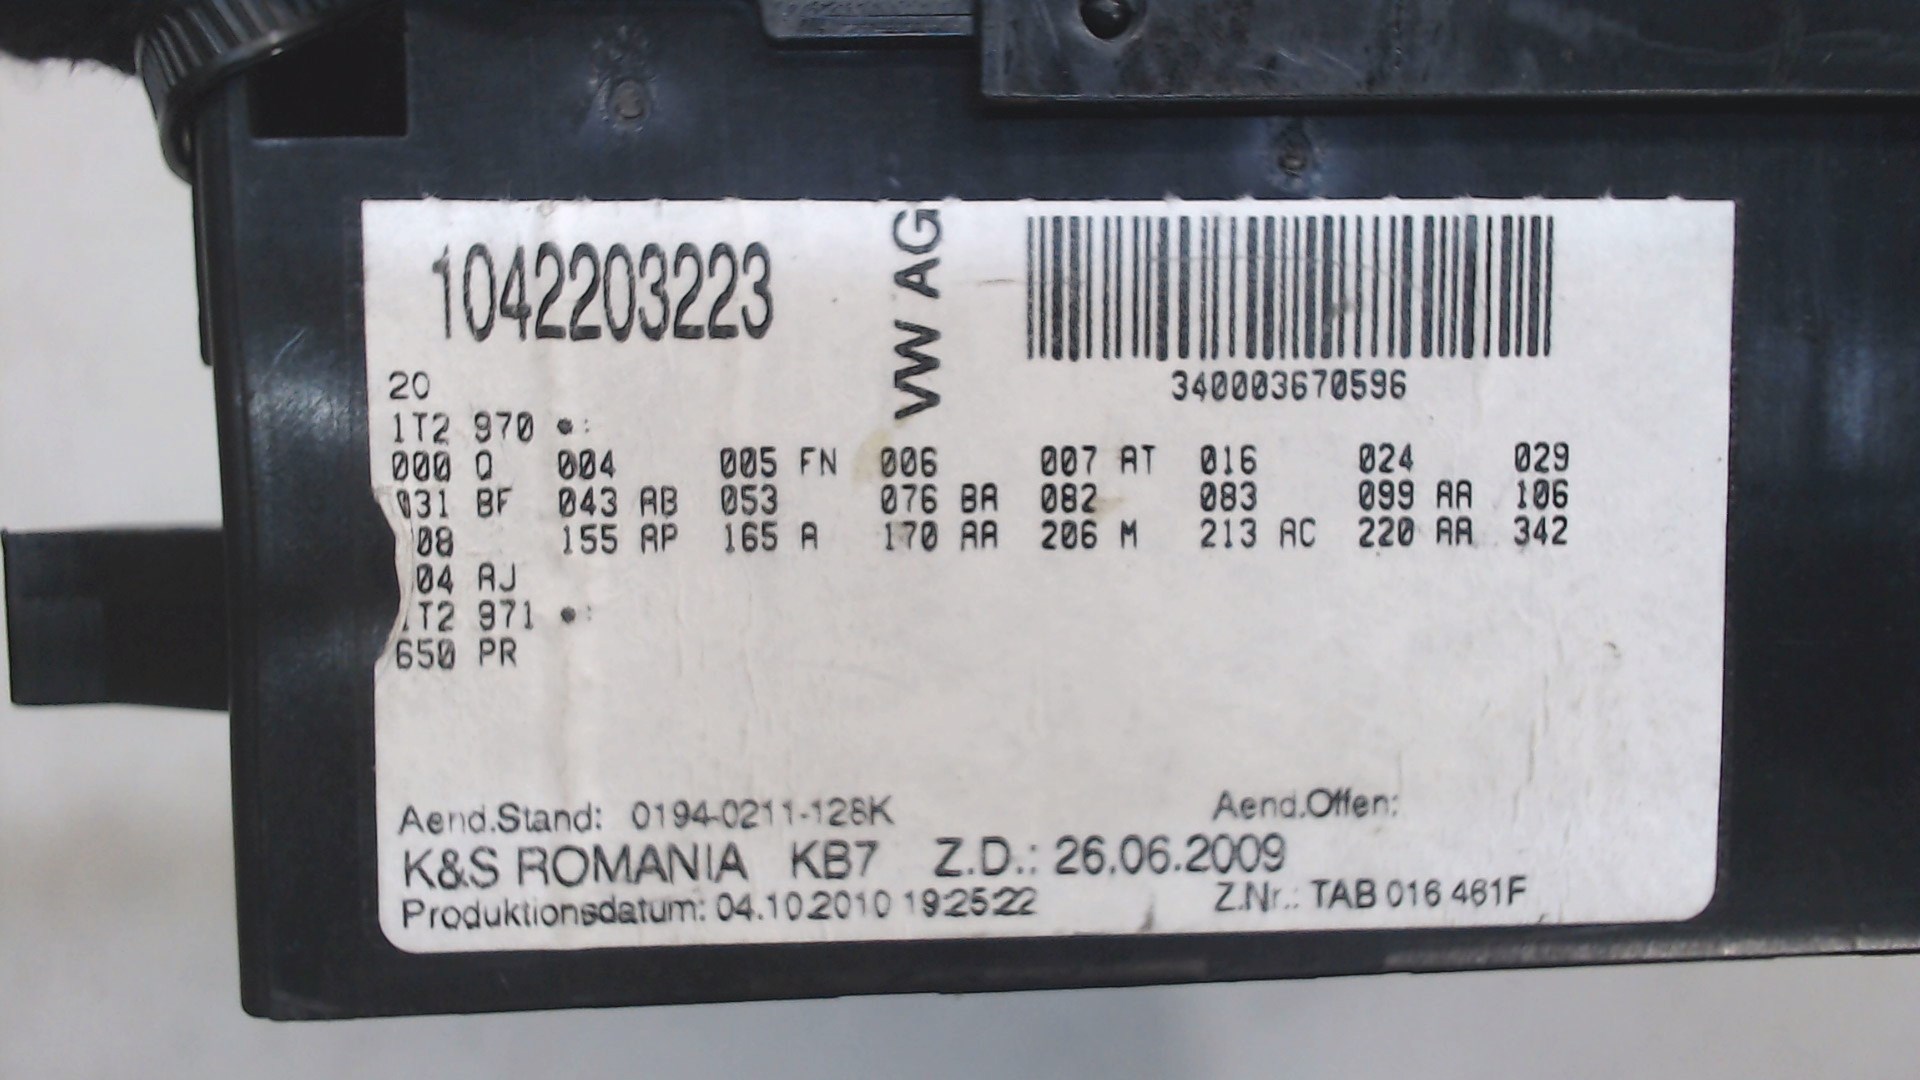 1042203223
VW AG
340003670596
20
1T2 970 *:
000 Q 004 005 FN 006 007 AT 016 024 029
031 BF 043 AB 053 076 BA 082 083 099 AA 106
08 155 AP 165 A 170 AA 206 M 213 AC 220 AA 342
04 AJ
1T2 971 *:
650 PR
Aend.Stand: 0194-0211-128K Aend.Offen:
K&S ROMANIA KB7 Z.D.: 26.06.2009
Produktionsdatum: 04.10.2010 19:25:22 Z.Nr.: TAB 016 461F